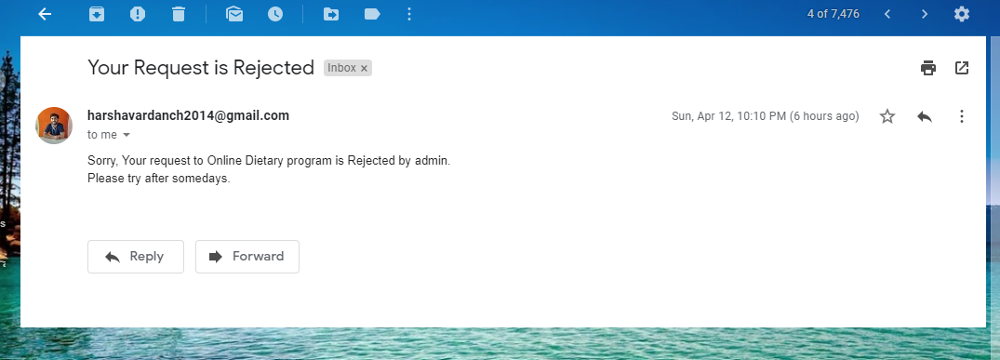 4 of 7,476
Your Request is Rejected Inbox ×
harshavardanch2014@gmail.com Sun, Apr 12, 10:10 PM (6 hours ago)
to me
Sorry, Your request to Online Dietary program is Rejected by admin.
Please try after somedays.
s
Reply Forward